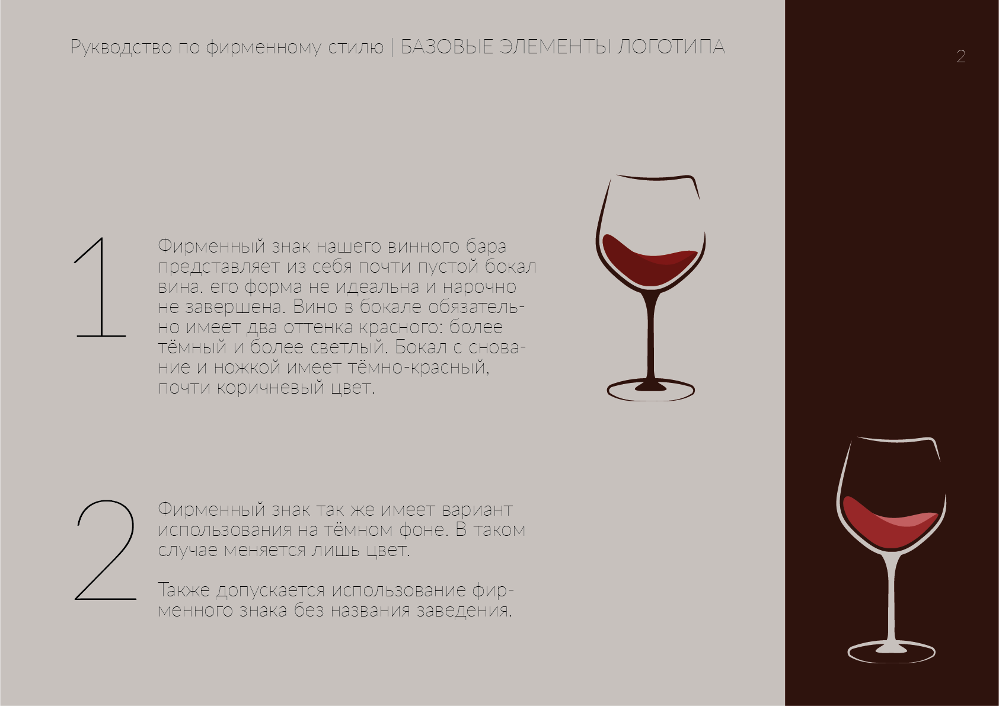 Рукводство по фирменному стилю | БАЗОВЫЕ ЭЛЕМЕНТЫ ЛОГОТИПА
2
1
Фирменный знак нашего винного бара
представляет из себя почти пустой бокал
вина. его форма не идеальна и нарочно
не завершена. Вино в бокале обязатель-
но имеет два оттенка красного: более
тёмный и более светлый. Бокал с снова-
ние и ножкой имеет тёмно-красный,
почти коричневый цвет.
2
Фирменный знак так же имеет вариант
использования на тёмном фоне. В таком
случае меняется лишь цвет.
Также допускается использование фир-
менного знака без названия заведения.